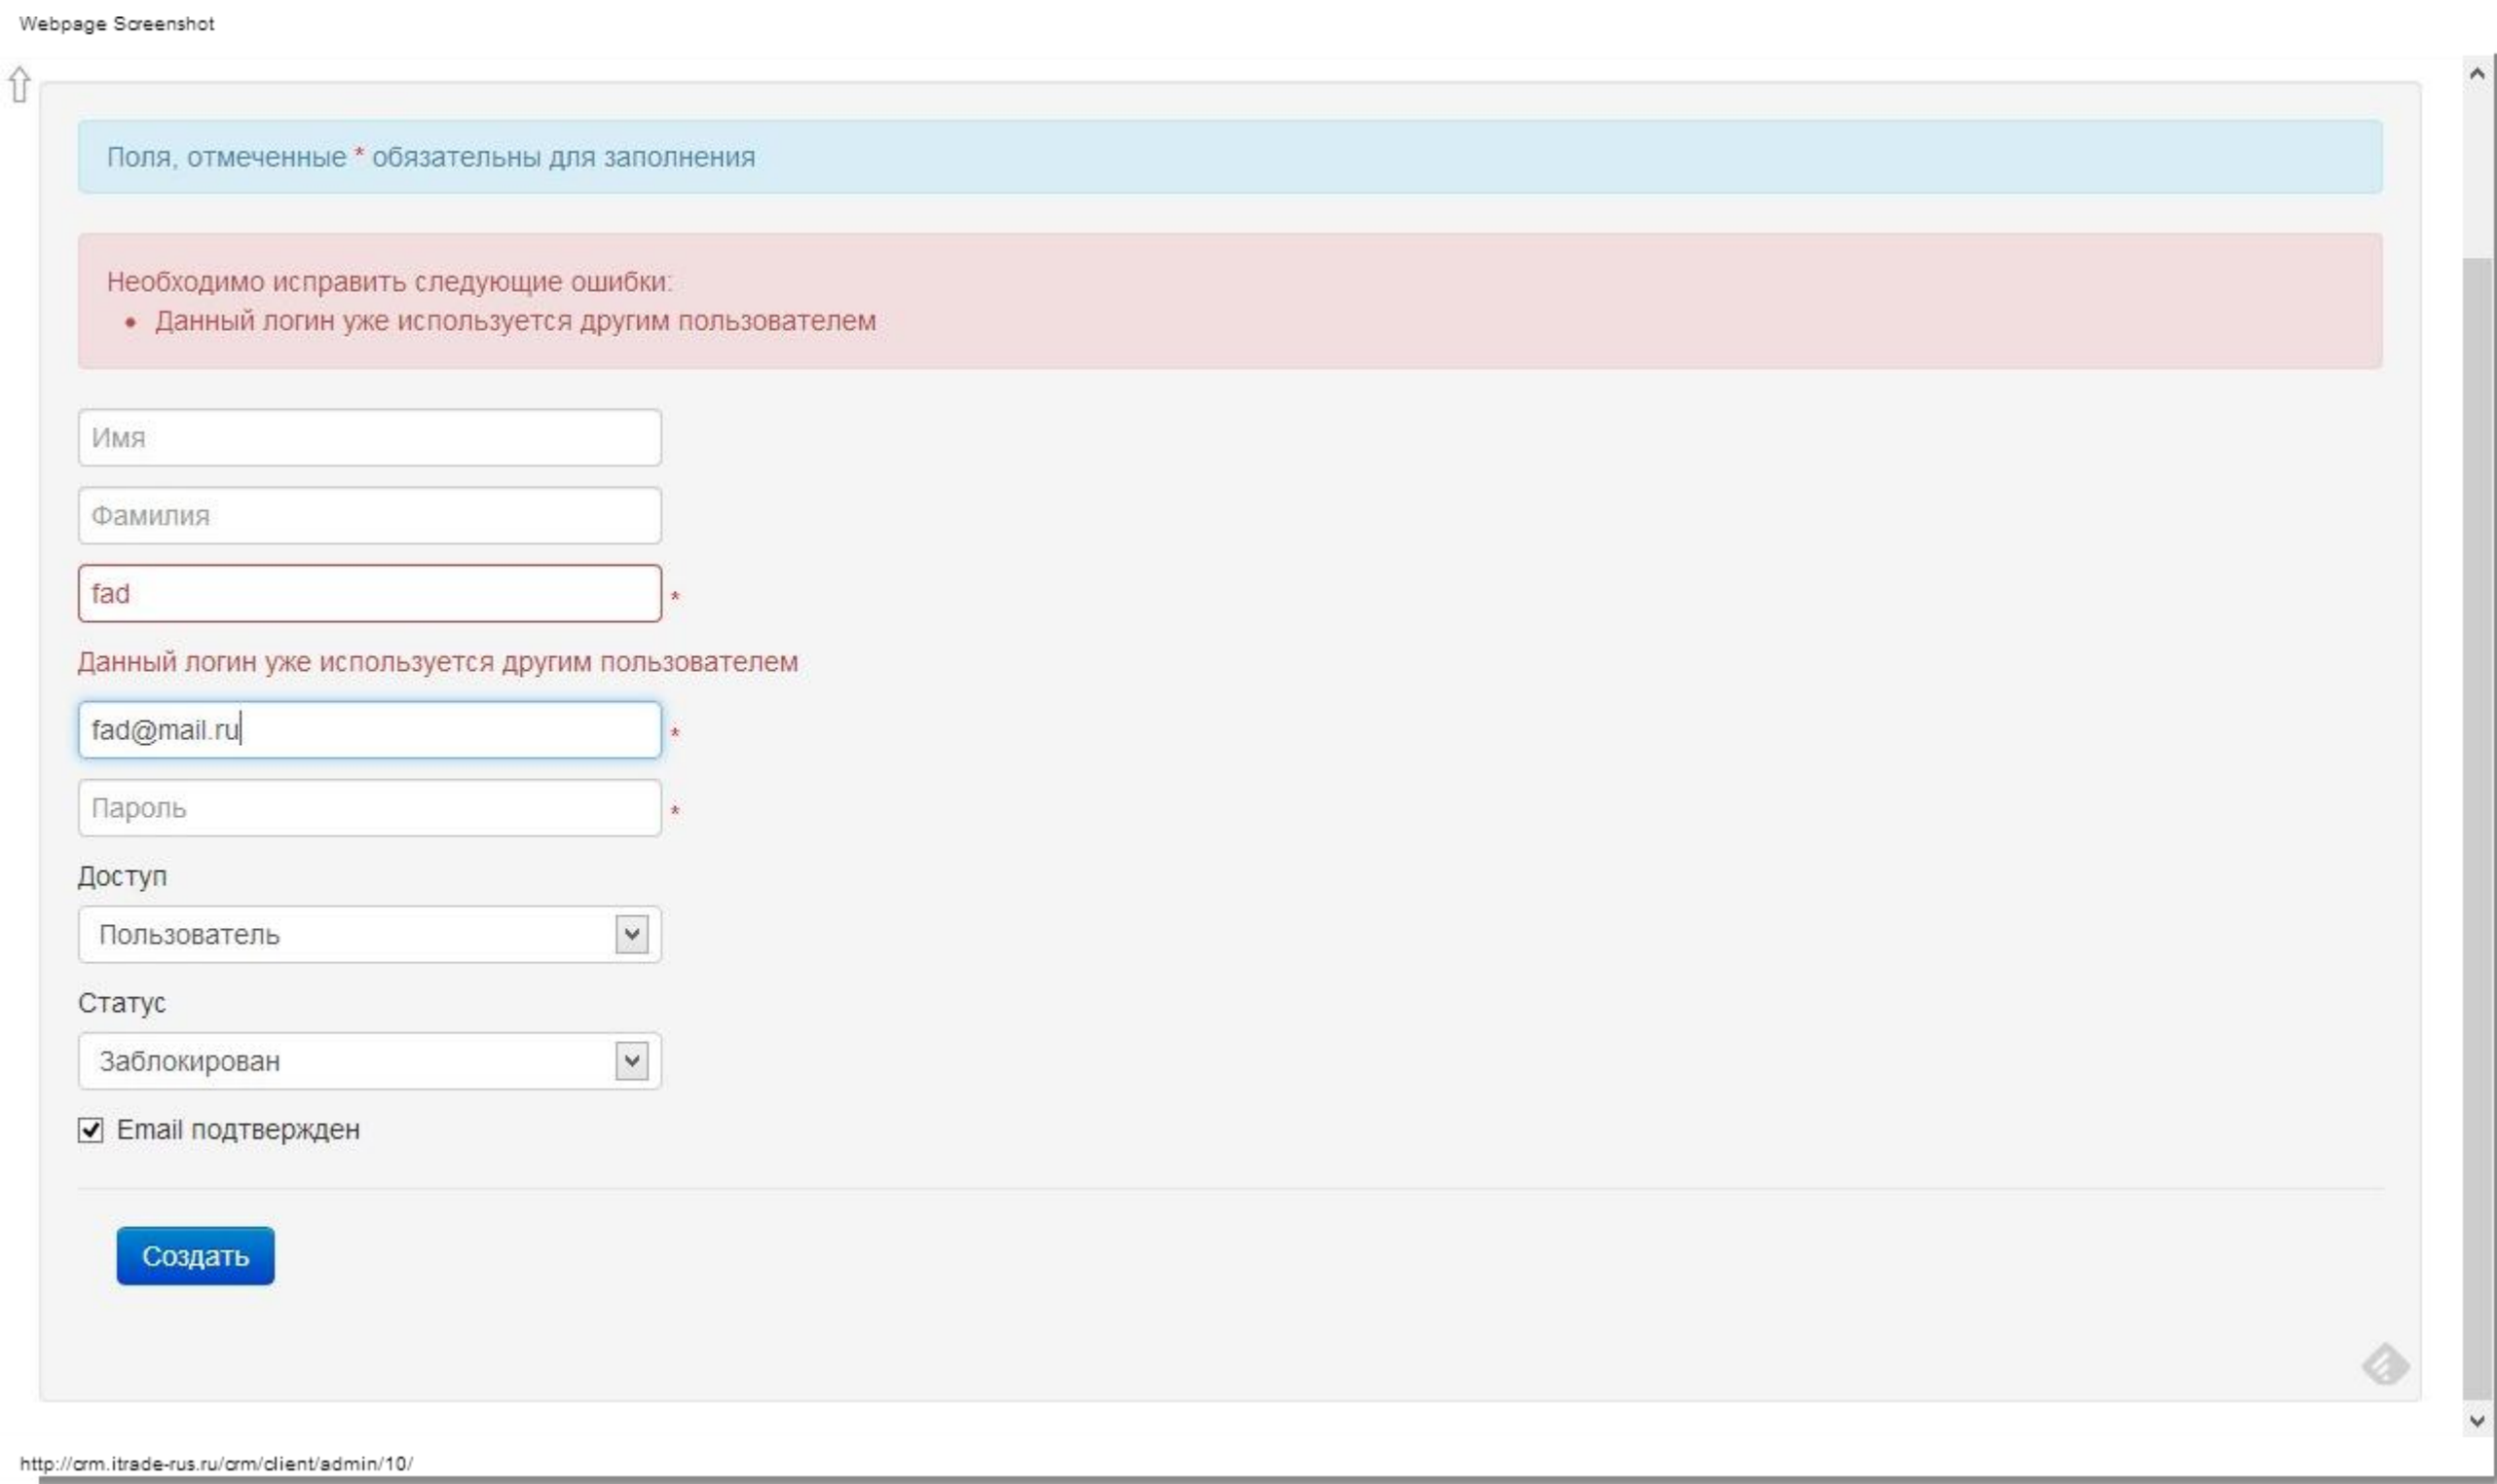 Webpage Screenshot
Поля, отмеченные * обязательны для заполнения
Необходимо исправить следующие ошибки:
• Данный логин уже используется другим пользователем
Имя
Фамилия
fad *
Данный логин уже используется другим пользователем
fad@mail.ru *
Пароль *
Доступ
Пользователь
Статус
Заблокирован
Email подтвержден
Создать
http://crm.itrade-rus.ru/crm/client/admin/10/